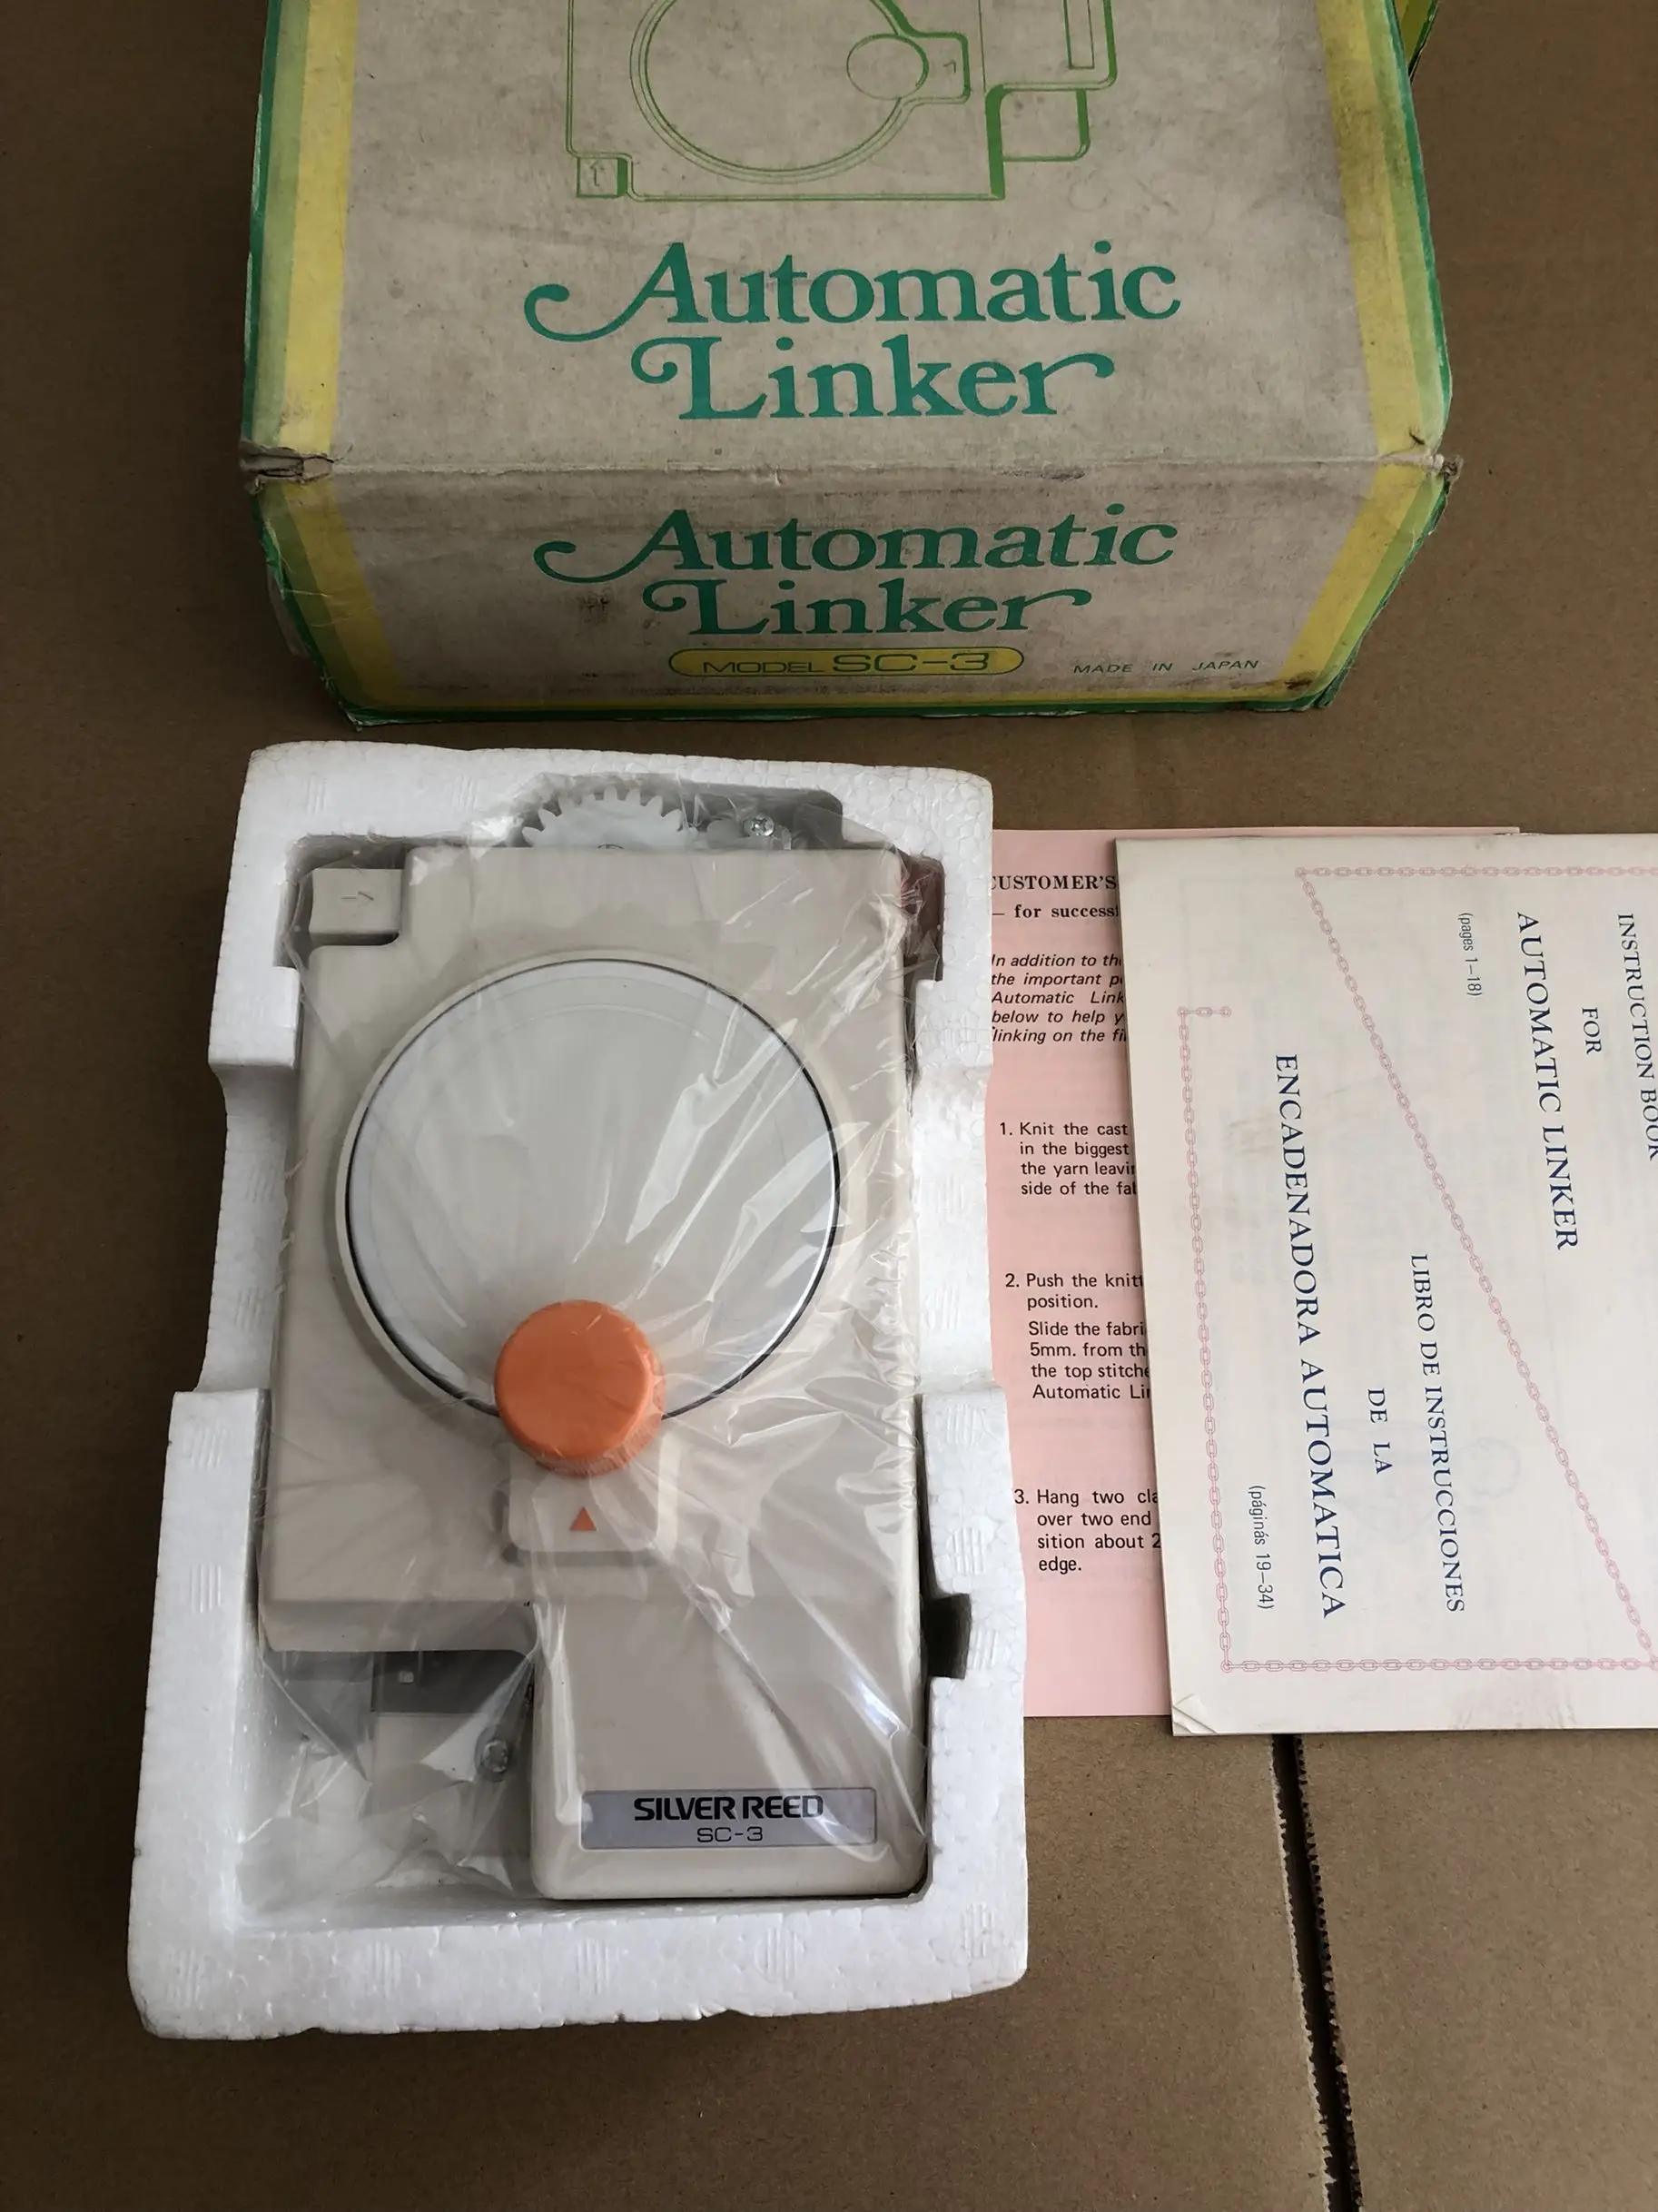 Automatic
Linker
Automatic
Linker
MODEL SC-3
MADE IN JAPAN
SILVER REED
SC-3
CUSTOMER'S
— for success
In addition to th
the important p
Automatic Link
below to help y
linking on the fi
1. Knit the cast
in the biggest
the yarn leavin
side of the fa
2. Push the knit
position.
Slide the fabri
5mm. from th
the top stitche
Automatic Li
3. Hang two cla
over two end
sition about 2
edge.
INSTRUCTION BOOK
FOR
AUTOMATIC LINKER
(pages 1–18)
LIBRO DE INSTRUCCIONES
DE LA
ENCADENADORA AUTOMATICA
(páginás 19–34)